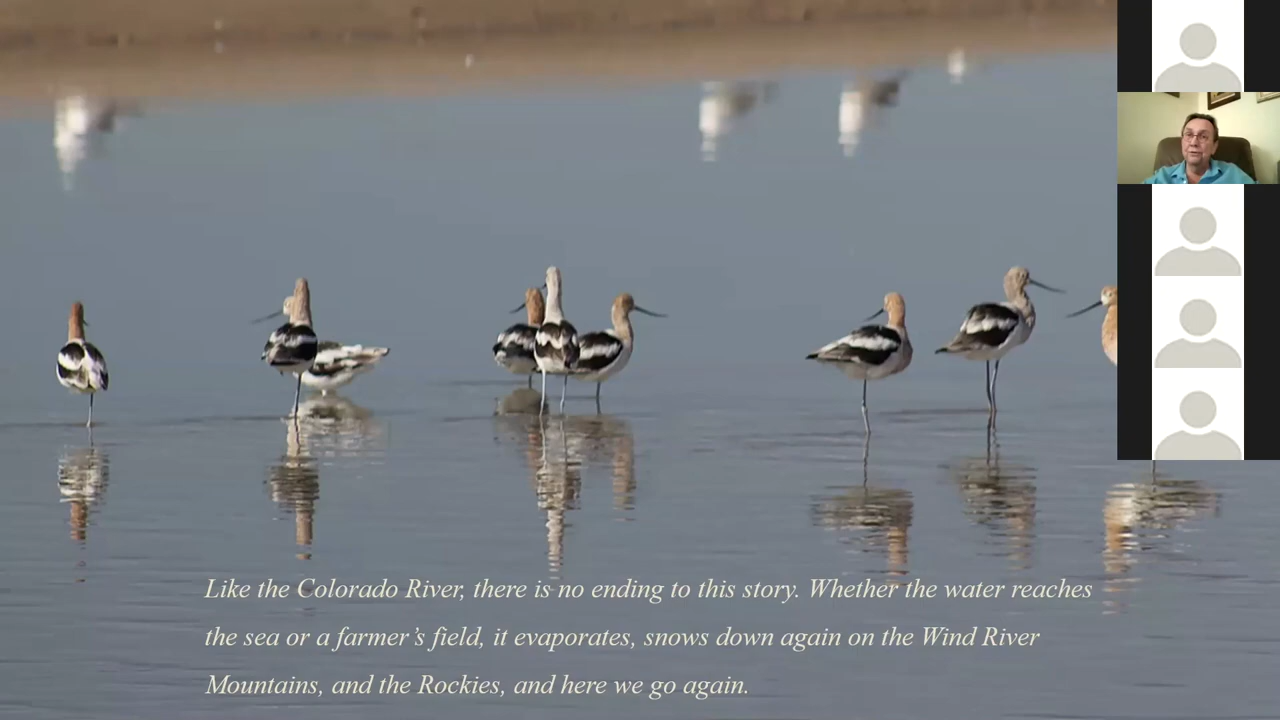 Like the Colorado River, there is no ending to this story. Whether the water reaches
the sea or a farmer’s field, it evaporates, snows down again on the Wind River
Mountains, and the Rockies, and here we go again.